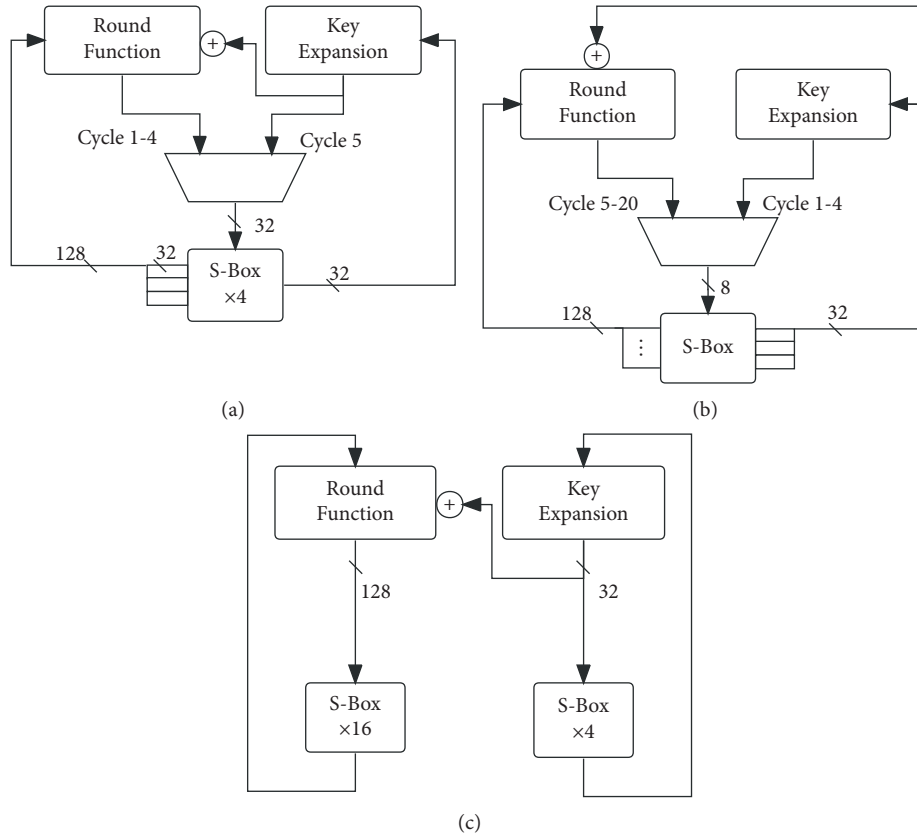 Round
Function
+
Key
Expansion
Cycle 1-4
Cycle 5
32
128
32
S-Box
×4
32
(a)
+
Round
Function
Key
Expansion
Cycle 5-20
Cycle 1-4
8
128
⋮
S-Box
32
(b)
Round
Function
+
Key
Expansion
128
32
S-Box
×16
S-Box
×4
(c)